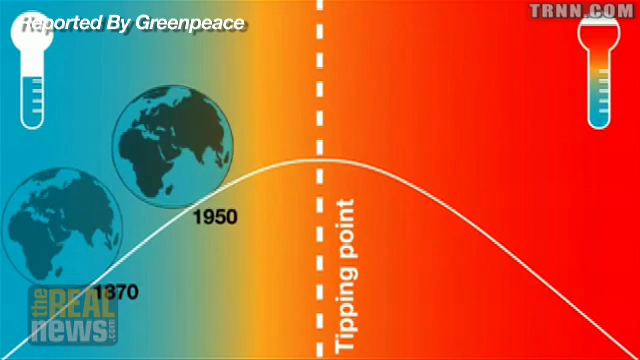 Reported By Greenpeace
TRNN.COM
1950
1870
Tipping point
the REAL
news.com